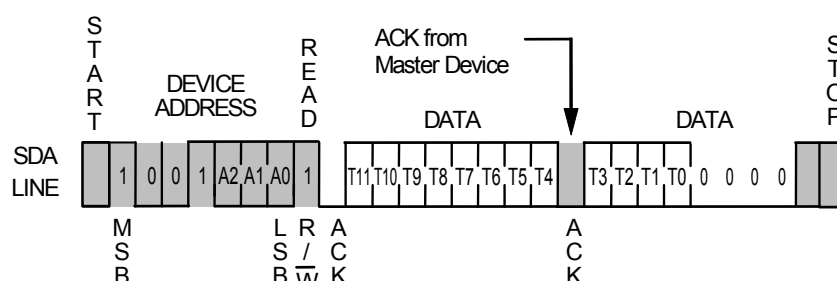 START
DEVICE
ADDRESS
READ
ACK from
Master Device
DATA
DATA
STOP
SDA
LINE
1 0 0 1 A2 A1 A0 1 T11 T10 T9 T8 T7 T6 T5 T4 T3 T2 T1 T0 0 0 0 0
MSB
LSB
R/W
ACK
ACK